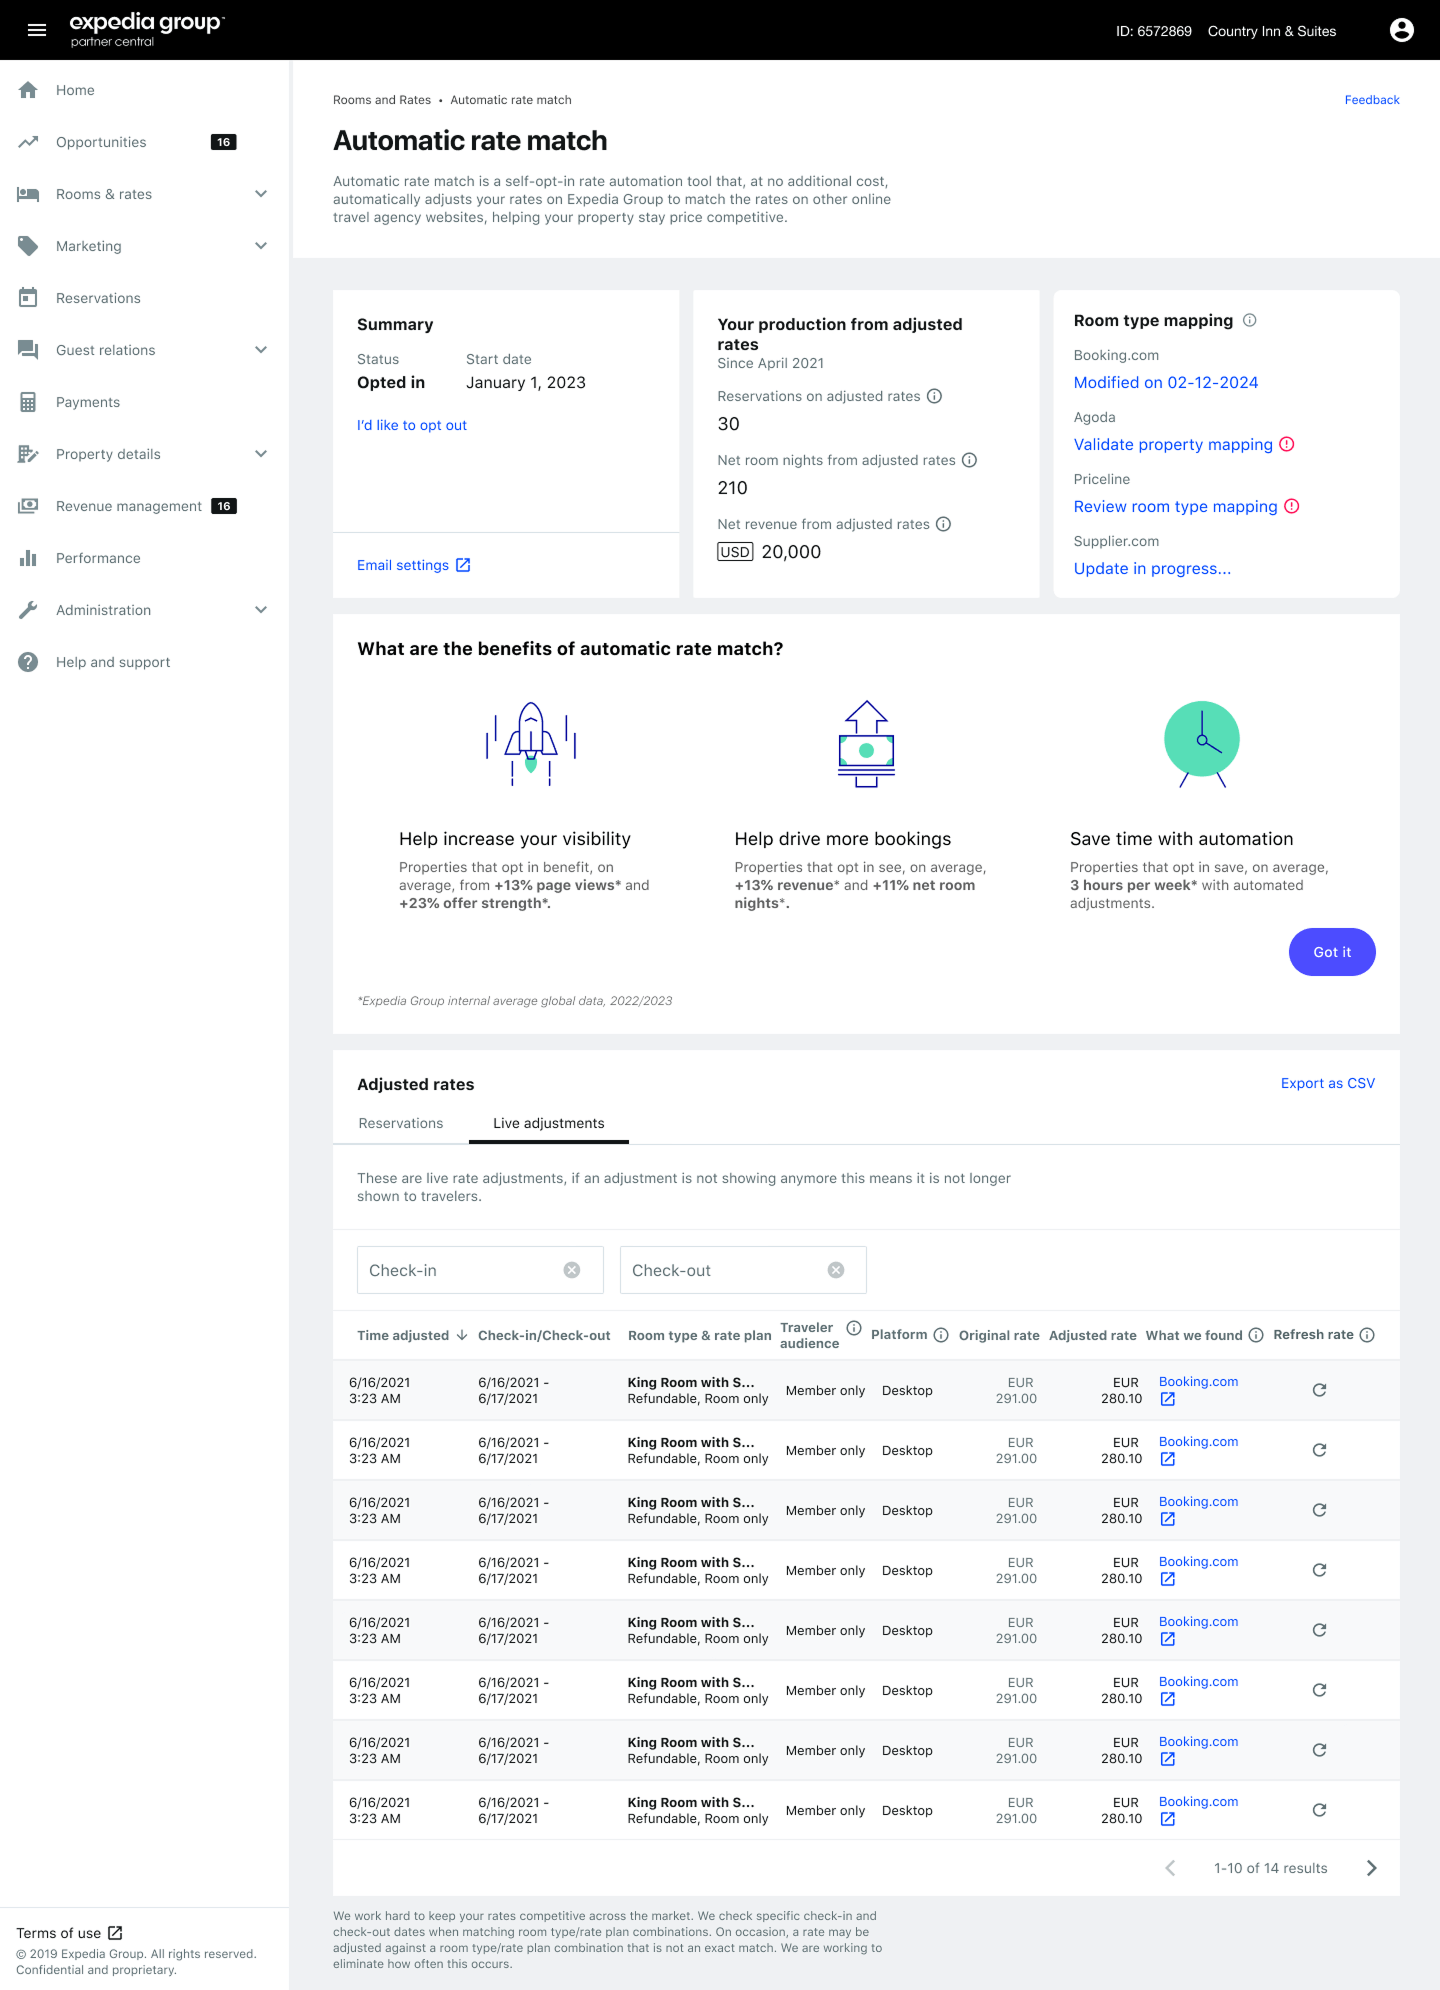 expedia group
partner central
ID: 6572869 Country Inn & Suites
Home
Opportunities 16
Rooms & rates
Marketing
Reservations
Guest relations
Payments
Property details
Revenue management 16
Performance
Administration
Help and support
Terms of use
© 2019 Expedia Group. All rights reserved.
Confidential and proprietary.
Rooms and Rates • Automatic rate match
Feedback
Automatic rate match
Automatic rate match is a self-opt-in rate automation tool that, at no additional cost,
automatically adjusts your rates on Expedia Group to match the rates on other online
travel agency websites, helping your property stay price competitive.
Summary
Status Start date
Opted in January 1, 2023
I'd like to opt out
Email settings
Your production from adjusted
rates
Since April 2021
Reservations on adjusted rates
30
Net room nights from adjusted rates
210
Net revenue from adjusted rates
USD 20,000
Room type mapping
Booking.com
Modified on 02-12-2024
Agoda
Validate property mapping
Priceline
Review room type mapping
Supplier.com
Update in progress...
What are the benefits of automatic rate match?
Help increase your visibility
Properties that opt in benefit, on
average, from +13% page views* and
+23% offer strength*.
Help drive more bookings
Properties that opt in see, on average,
+13% revenue* and +11% net room
nights*.
Save time with automation
Properties that opt in save, on average,
3 hours per week* with automated
adjustments.
Got it
*Expedia Group internal average global data, 2022/2023
Adjusted rates
Export as CSV
Reservations Live adjustments
These are live rate adjustments, if an adjustment is not showing anymore this means it is not longer
shown to travelers.
Check-in Check-out
Time adjusted Check-in/Check-out Room type & rate plan Traveler audience Platform Original rate Adjusted rate What we found Refresh rate
6/16/2021 6/16/2021 - King Room with S... Member only Desktop EUR EUR Booking.com
3:23 AM 6/17/2021 Refundable, Room only 291.00 280.10
6/16/2021 6/16/2021 - King Room with S... Member only Desktop EUR EUR Booking.com
3:23 AM 6/17/2021 Refundable, Room only 291.00 280.10
6/16/2021 6/16/2021 - King Room with S... Member only Desktop EUR EUR Booking.com
3:23 AM 6/17/2021 Refundable, Room only 291.00 280.10
6/16/2021 6/16/2021 - King Room with S... Member only Desktop EUR EUR Booking.com
3:23 AM 6/17/2021 Refundable, Room only 291.00 280.10
6/16/2021 6/16/2021 - King Room with S... Member only Desktop EUR EUR Booking.com
3:23 AM 6/17/2021 Refundable, Room only 291.00 280.10
6/16/2021 6/16/2021 - King Room with S... Member only Desktop EUR EUR Booking.com
3:23 AM 6/17/2021 Refundable, Room only 291.00 280.10
6/16/2021 6/16/2021 - King Room with S... Member only Desktop EUR EUR Booking.com
3:23 AM 6/17/2021 Refundable, Room only 291.00 280.10
6/16/2021 6/16/2021 - King Room with S... Member only Desktop EUR EUR Booking.com
3:23 AM 6/17/2021 Refundable, Room only 291.00 280.10
1-10 of 14 results
We work hard to keep your rates competitive across the market. We check specific check-in and
check-out dates when matching room type/rate plan combinations. On occasion, a rate may be
adjusted against a room type/rate plan combination that is not an exact match. We are working to
eliminate how often this occurs.